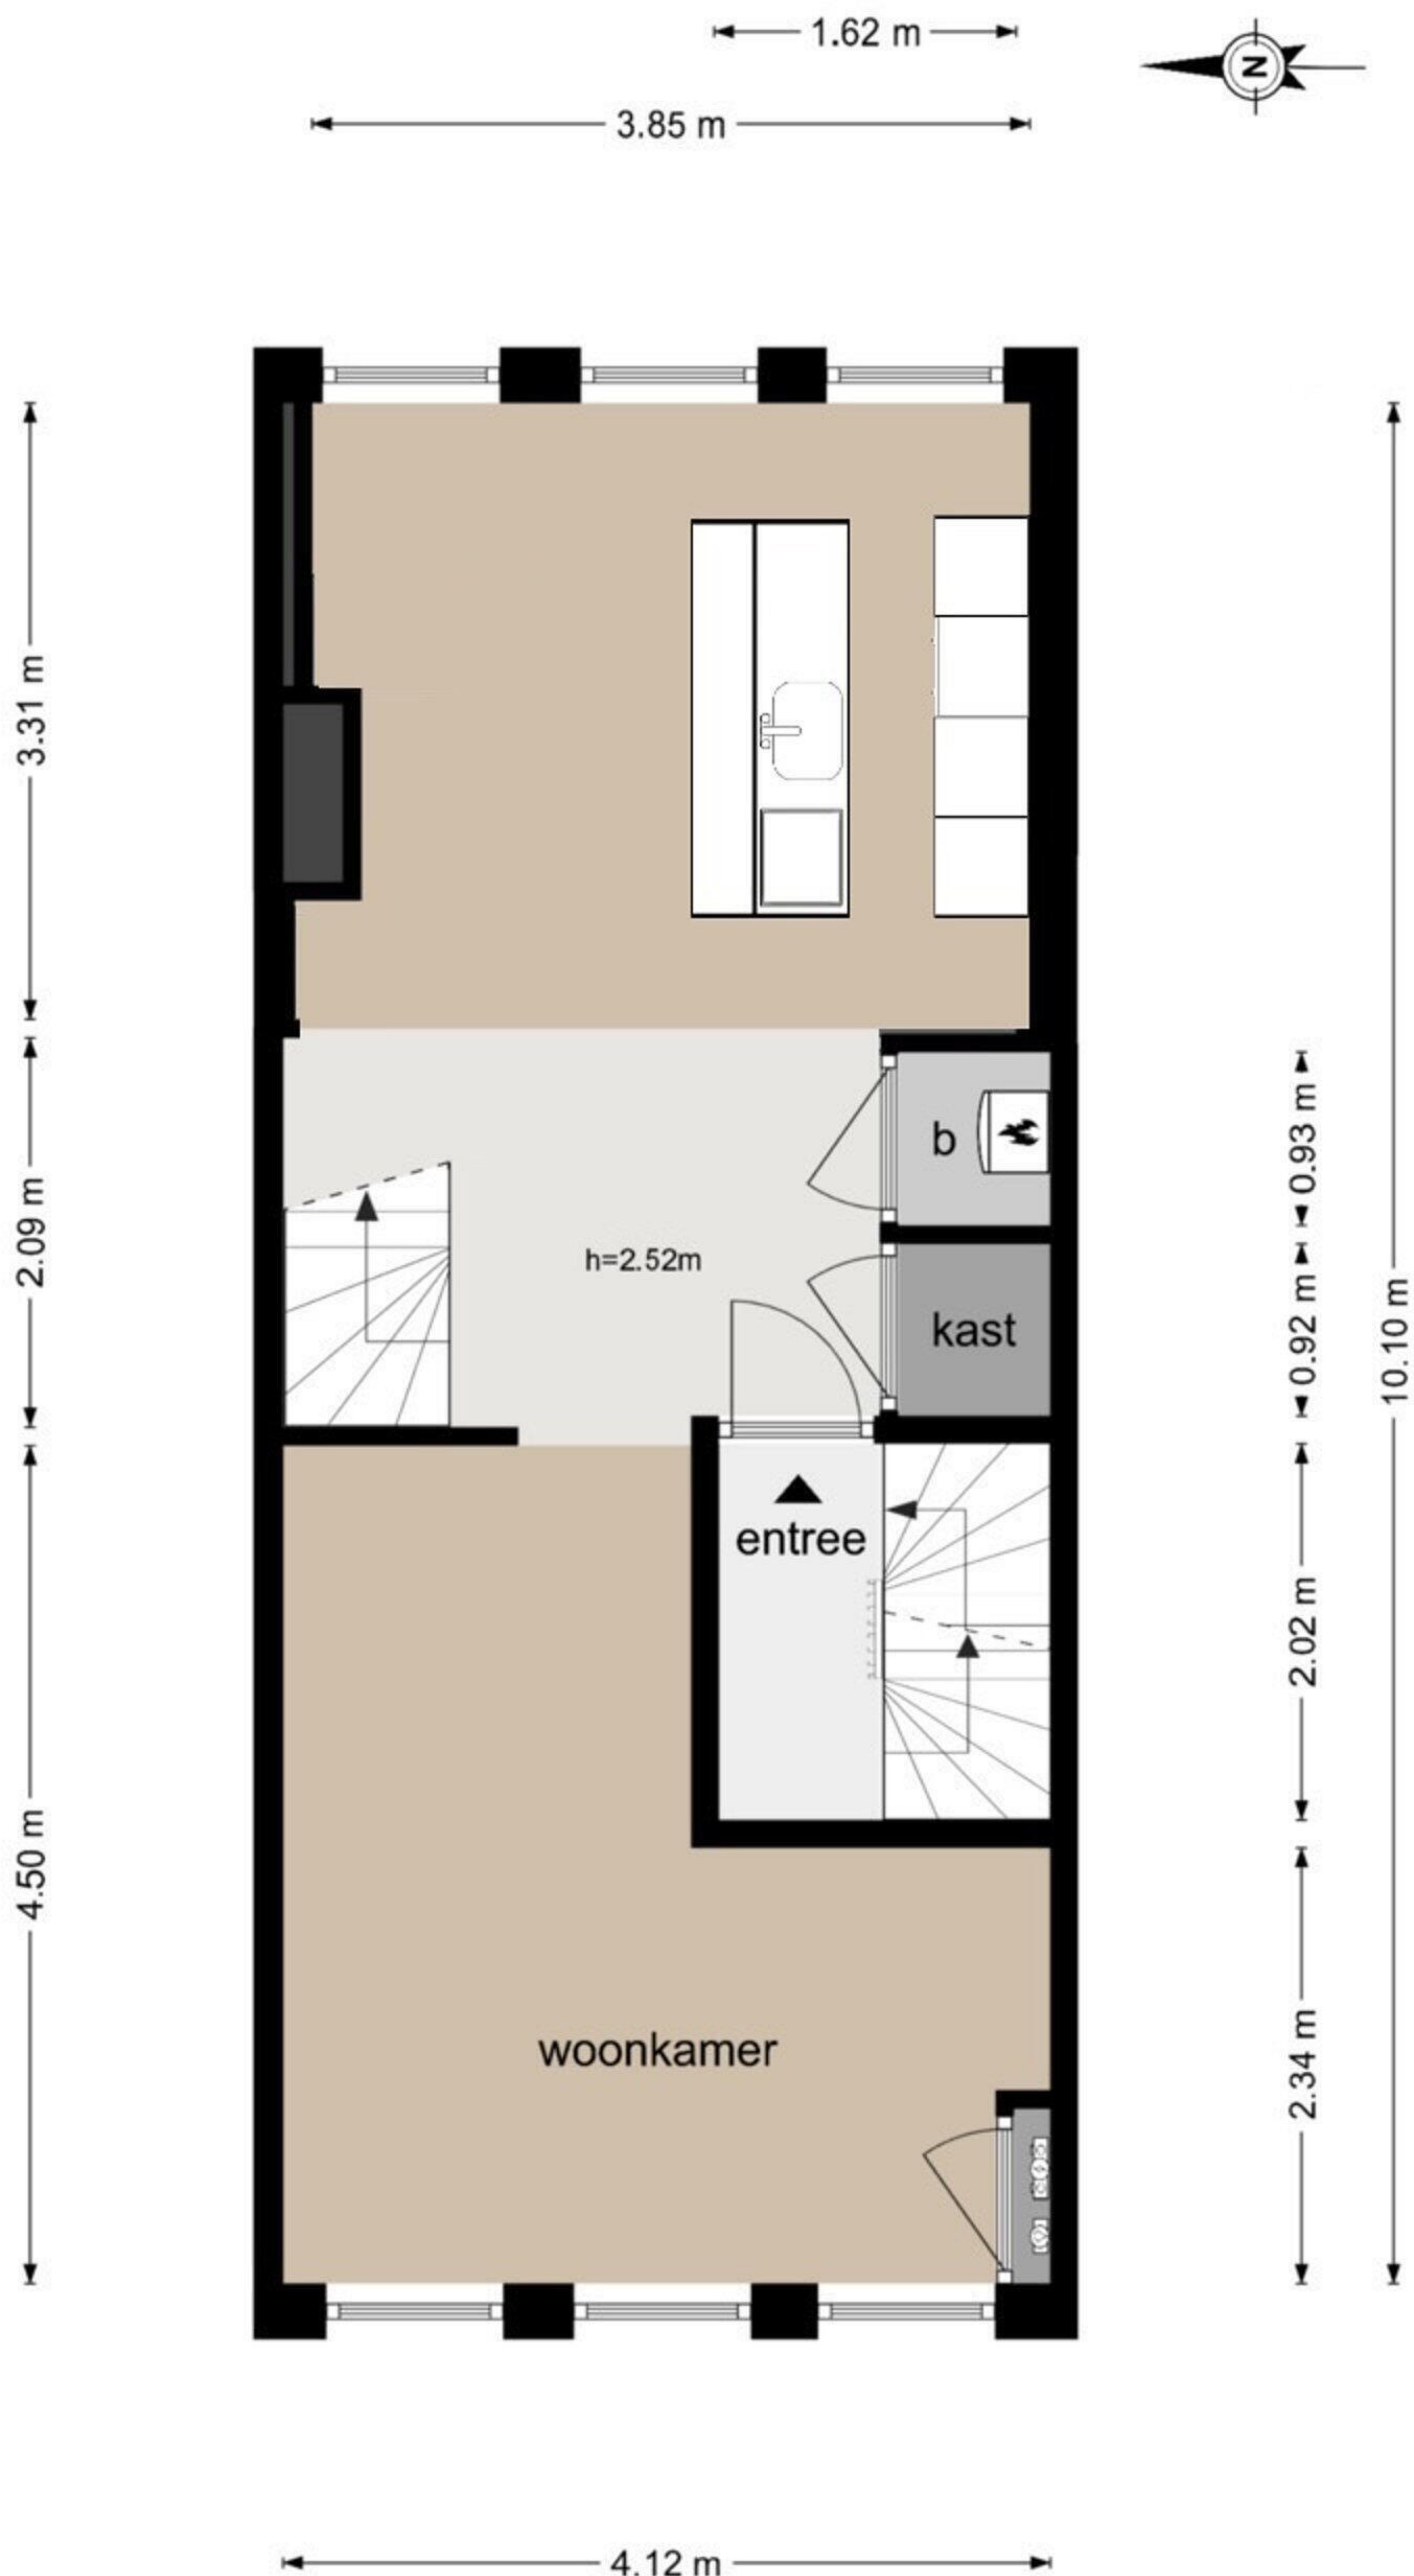 1.62 m
N
3.85 m
3.31 m
2.09 m
4.50 m
b
h=2.52m
kast
entree
woonkamer
0.93 m
0.92 m
2.02 m
2.34 m
10.10 m
4.12 m